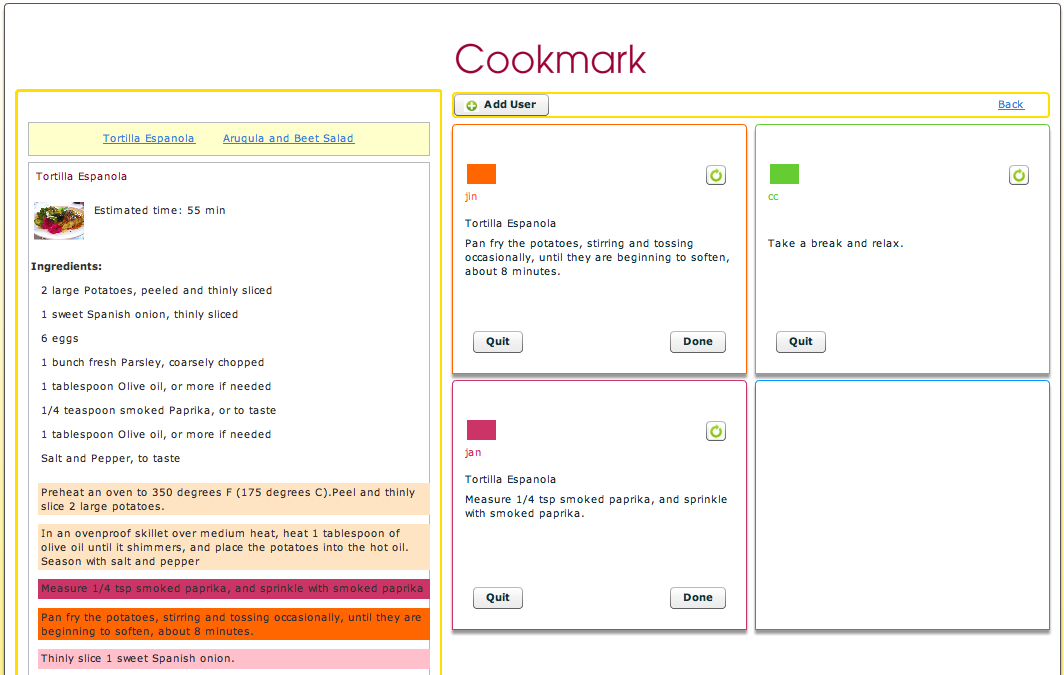 Cookmark
Tortilla Espanola
Arugula and Beet Salad
Tortilla Espanola
Estimated time: 55 min
Ingredients:
2 large Potatoes, peeled and thinly sliced
1 sweet Spanish onion, thinly sliced
6 eggs
1 bunch fresh Parsley, coarsely chopped
1 tablespoon Olive oil, or more if needed
1/4 teaspoon smoked Paprika, or to taste
1 tablespoon Olive oil, or more if needed
Salt and Pepper, to taste
Preheat an oven to 350 degrees F (175 degrees C).Peel and thinly
slice 2 large potatoes.
In an ovenproof skillet over medium heat, heat 1 tablespoon of
olive oil until it shimmers, and place the potatoes into the hot oil.
Season with salt and pepper
Measure 1/4 tsp smoked paprika, and sprinkle with smoked paprika
Pan fry the potatoes, stirring and tossing occasionally, until they are
beginning to soften, about 8 minutes.
Thinly slice 1 sweet Spanish onion.
Add User
Back
jin
Tortilla Espanola
Pan fry the potatoes, stirring and tossing
occasionally, until they are beginning to soften,
about 8 minutes.
Quit
Done
cc
Take a break and relax.
Quit
jan
Tortilla Espanola
Measure 1/4 tsp smoked paprika, and sprinkle
with smoked paprika.
Quit
Done